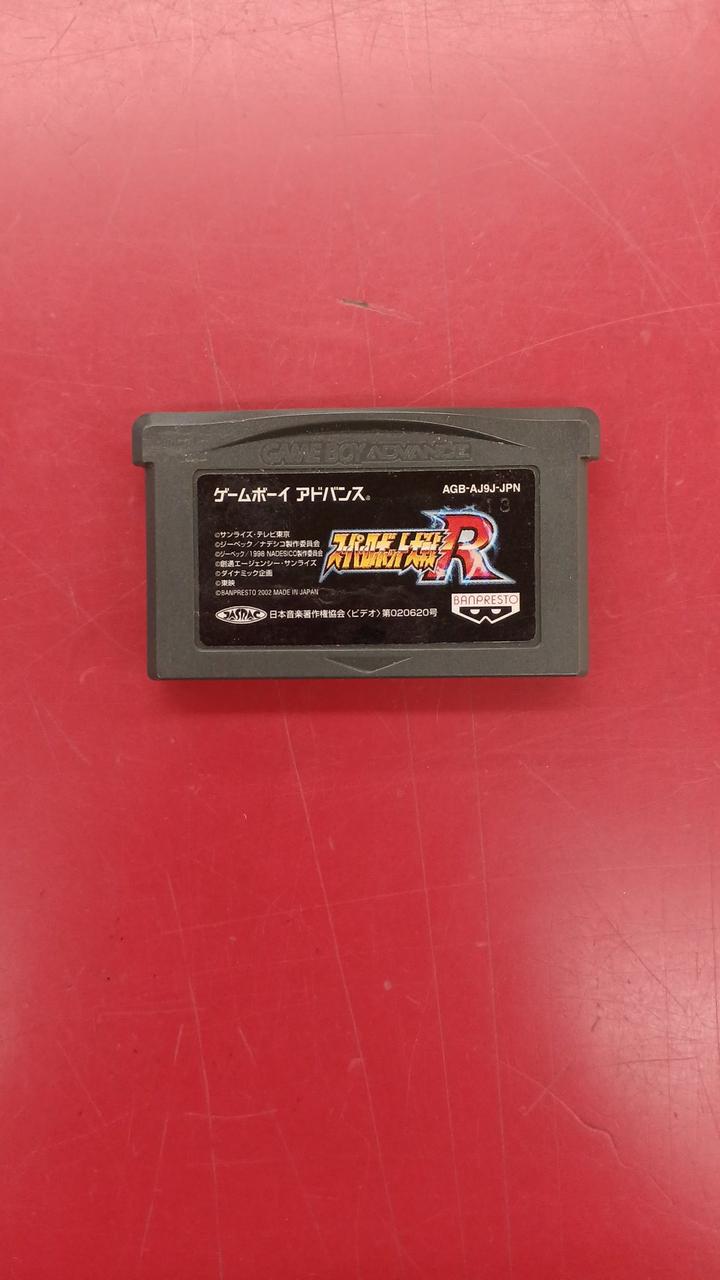 GAME BOY ADVANCE
ゲームボーイ アドバンス®
AGB-AJ9J-JPN
13
©サンライズ・テレビ東京
©ジーベック/ナデシコ製作委員会
©ジーベック/1998 NADESICO製作委員会
©創通エージェンシー・サンライズ
©ダイナミック企画
©東映
©BANPRESTO 2002 MADE IN JAPAN
スーパーロボット大戦R
BANPRESTO
JASRAC 日本音楽著作権協会〈ビデオ〉第020620号